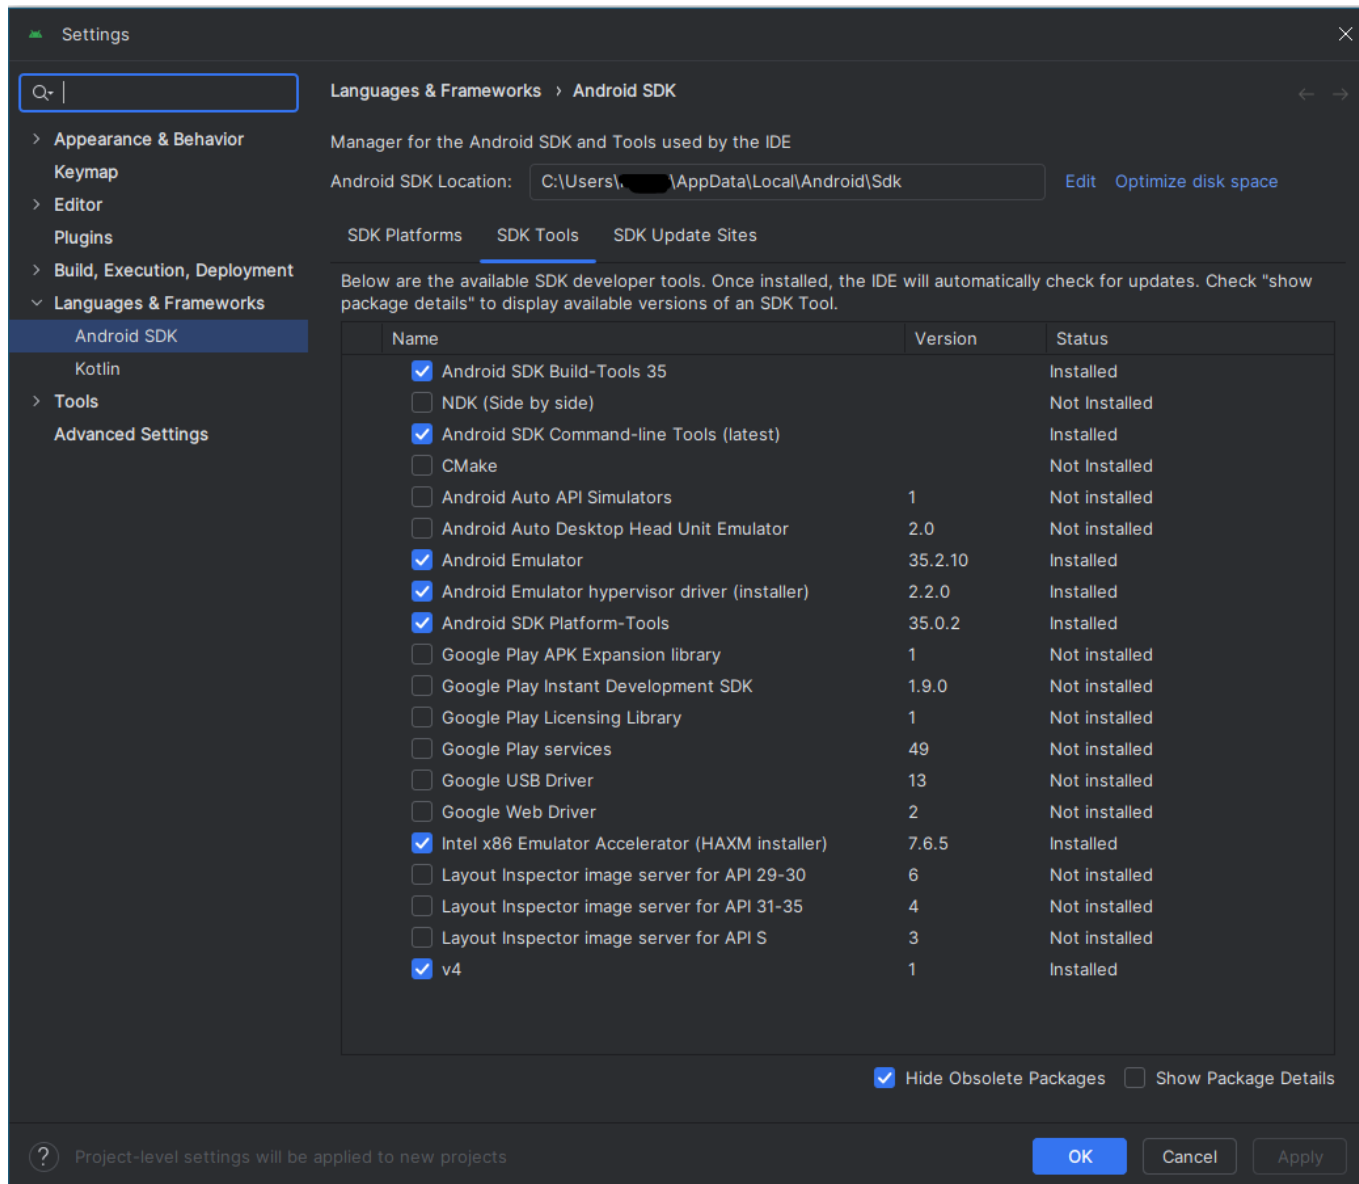 Settings
Languages & Frameworks › Android SDK
Appearance & Behavior
Keymap
Editor
Plugins
Build, Execution, Deployment
Languages & Frameworks
Android SDK
Kotlin
Tools
Advanced Settings
Manager for the Android SDK and Tools used by the IDE
Android SDK Location: C:\Users\ \AppData\Local\Android\Sdk Edit Optimize disk space
SDK Platforms SDK Tools SDK Update Sites
Below are the available SDK developer tools. Once installed, the IDE will automatically check for updates. Check "show
package details" to display available versions of an SDK Tool.
Name Version Status
Android SDK Build-Tools 35 Installed
NDK (Side by side) Not Installed
Android SDK Command-line Tools (latest) Installed
CMake Not Installed
Android Auto API Simulators 1 Not installed
Android Auto Desktop Head Unit Emulator 2.0 Not installed
Android Emulator 35.2.10 Installed
Android Emulator hypervisor driver (installer) 2.2.0 Installed
Android SDK Platform-Tools 35.0.2 Installed
Google Play APK Expansion library 1 Not installed
Google Play Instant Development SDK 1.9.0 Not installed
Google Play Licensing Library 1 Not installed
Google Play services 49 Not installed
Google USB Driver 13 Not installed
Google Web Driver 2 Not installed
Intel x86 Emulator Accelerator (HAXM installer) 7.6.5 Installed
Layout Inspector image server for API 29-30 6 Not installed
Layout Inspector image server for API 31-35 4 Not installed
Layout Inspector image server for API S 3 Not installed
v4 1 Installed
Hide Obsolete Packages Show Package Details
? Project-level settings will be applied to new projects
OK Cancel Apply